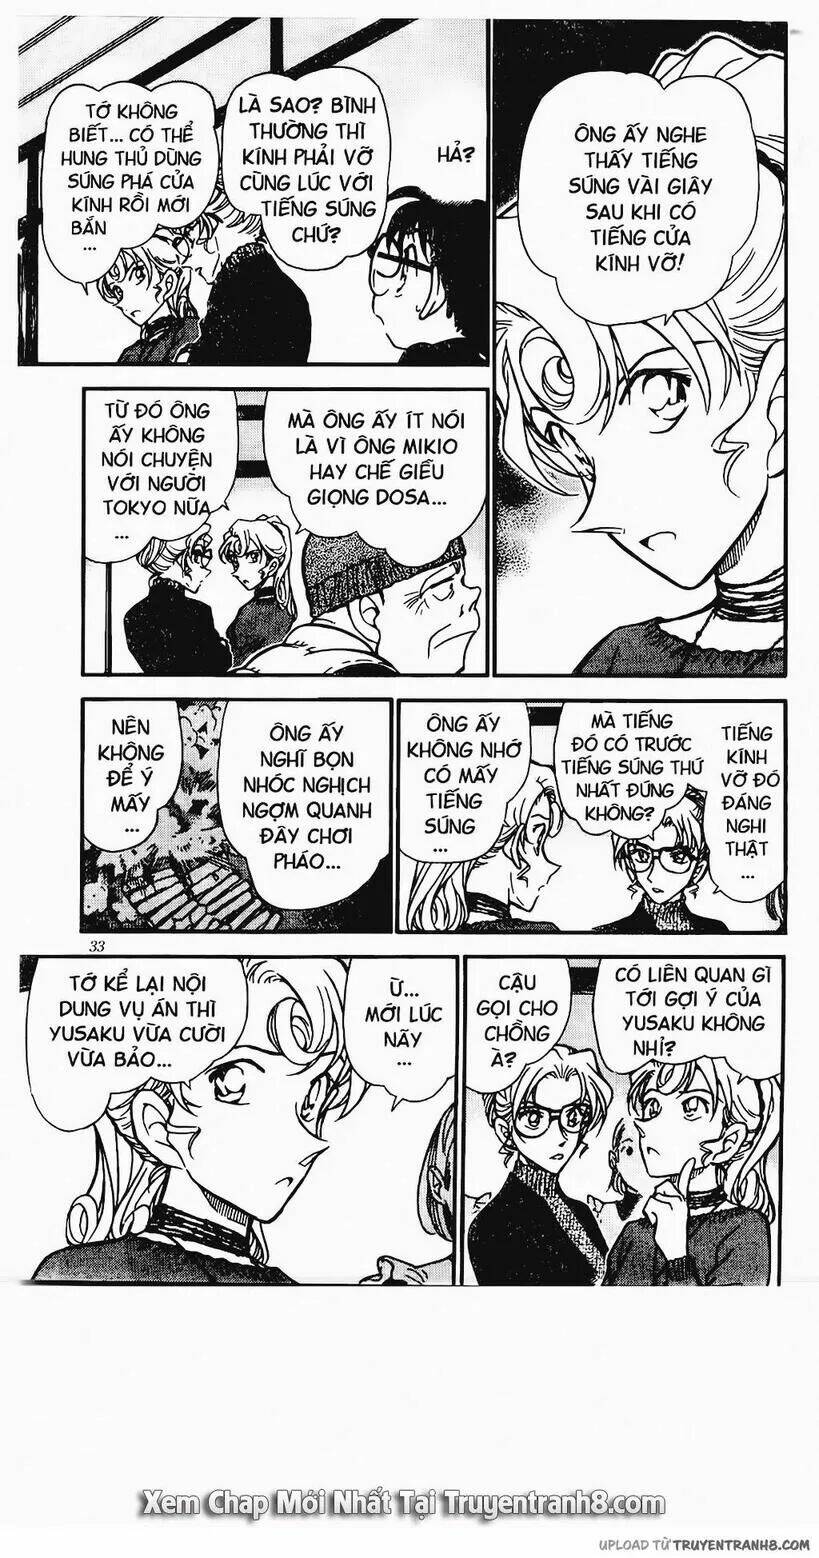 ÔNG ẤY NGHE
THẤY TIẾNG
SÚNG VÀI GIÂY
SAU KHI CÓ
TIẾNG CỬA
KÍNH VỠ!
HẢ?
LÀ SAO? BÌNH
THƯỜNG THÌ
KÍNH PHẢI VỠ
CÙNG LÚC VỚI
TIẾNG SÚNG
CHỨ?
TỚ KHÔNG
BIẾT... CÓ THỂ
HUNG THỦ DÙNG
SÚNG PHÁ CỬA
KÍNH RỒI MỚI
BẮN
...
MÀ ÔNG ẤY ÍT NÓI
LÀ VÌ ÔNG MIKIO
HAY CHẾ GIỄU
GIỌNG DOSA...
TỪ ĐÓ ÔNG
ẤY KHÔNG
NÓI CHUYỆN
VỚI NGƯỜI
TOKYO NỮA
...
TIẾNG
KÍNH
VỠ ĐÓ
ĐÁNG
NGHI
THẬT
...
MÀ TIẾNG
ĐÓ CÓ TRƯỚC
TIẾNG SÚNG THỨ
NHẤT ĐÚNG
KHÔNG?
ÔNG ẤY
KHÔNG NHỚ
CÓ MẤY
TIẾNG
SÚNG
...
ÔNG ẤY
NGHĨ BỌN
NHÓC NGHỊCH
NGỢM QUANH
ĐÂY CHƠI
PHÁO...
NÊN
KHÔNG
ĐỂ Ý
MẤY
...
33
CÓ LIÊN QUAN GÌ
TỚI GỢI Ý CỦA
YUSAKU KHÔNG
NHỈ?
CẬU
GỌI CHO
CHỒNG
À?
Ừ...
MỚI LÚC
NÃY
...
TỚ KỂ LẠI NỘI
DUNG VỤ ÁN THÌ
YUSAKU VỪA CƯỜI
VỪA BẢO...
Xem Chap Mới Nhất Tại Truyentranh8.com
UPLOAD TỪ TRUYENTRANH8.COM